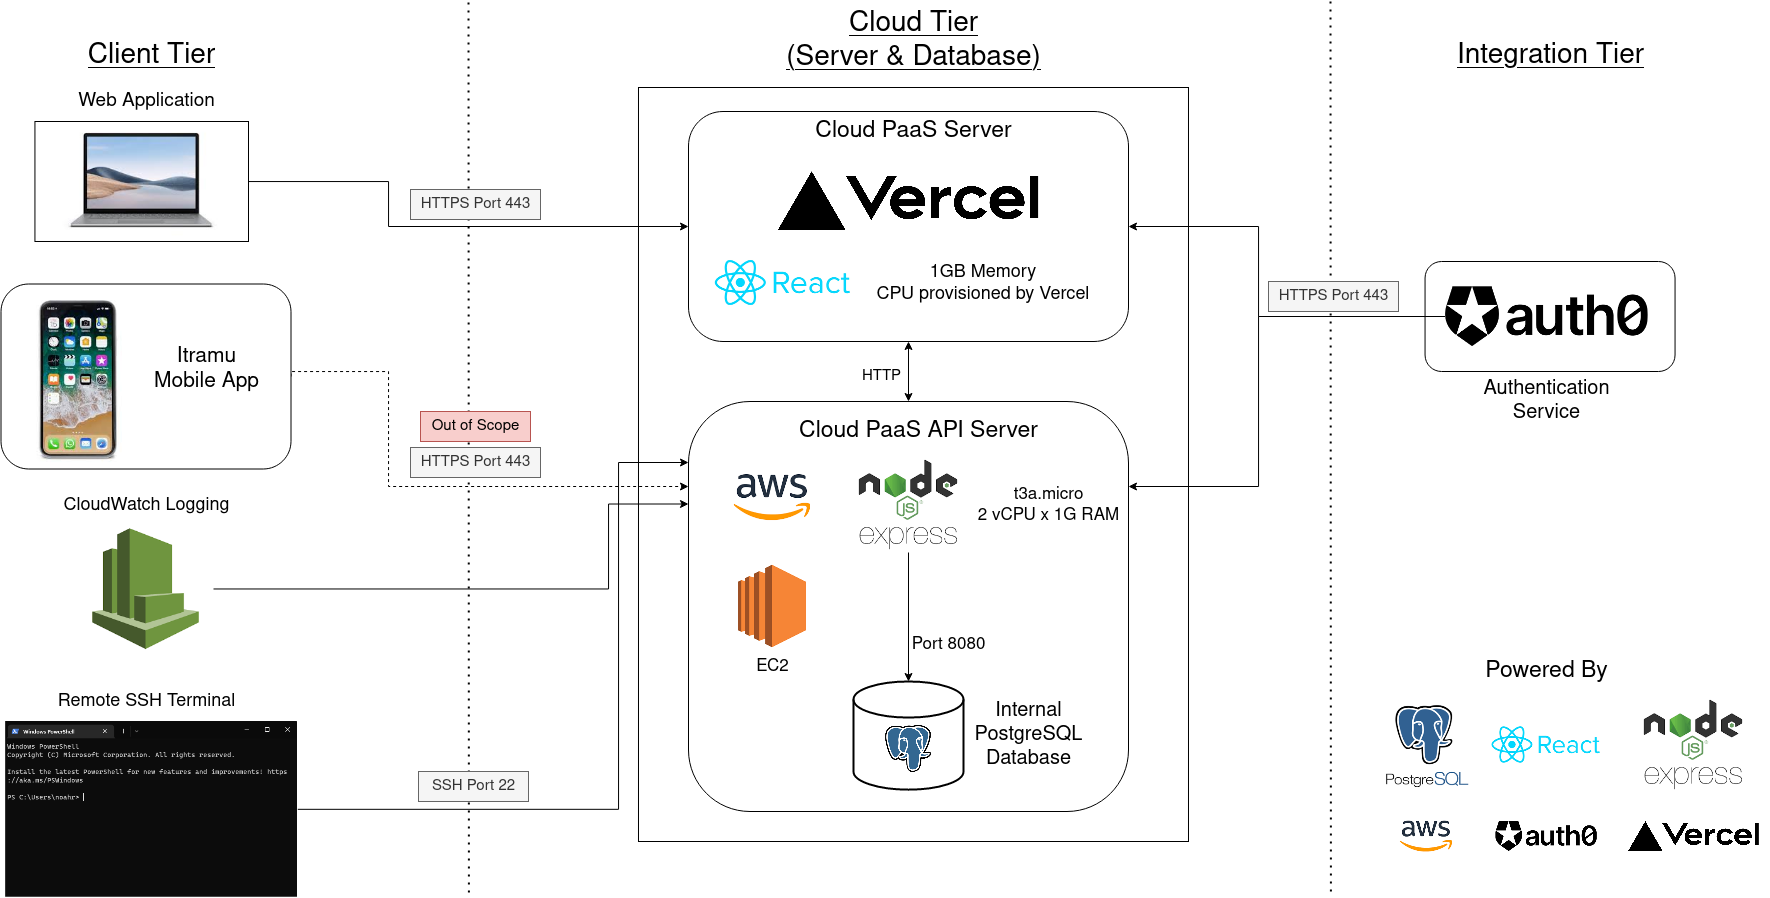 Client Tier
Cloud Tier
(Server & Database)
Integration Tier
Web Application
HTTPS Port 443
Cloud PaaS Server
Vercel
React
1GB Memory
CPU provisioned by Vercel
HTTPS Port 443
auth0
Authentication
Service
Itramu
Mobile App
HTTP
Out of Scope
HTTPS Port 443
Cloud PaaS API Server
aws
node
JS
express
t3a.micro
2 vCPU x 1G RAM
CloudWatch Logging
EC2
Port 8080
Internal
PostgreSQL
Database
Remote SSH Terminal
Windows PowerShell
Windows PowerShell
Copyright (C) Microsoft Corporation. All rights reserved.
Install the latest PowerShell for new features and improvements! https
://aka.ms/PSWindows
PS C:\Users\noahr>
SSH Port 22
Powered By
PostgreSQL
React
node
JS
express
aws
auth0
Vercel